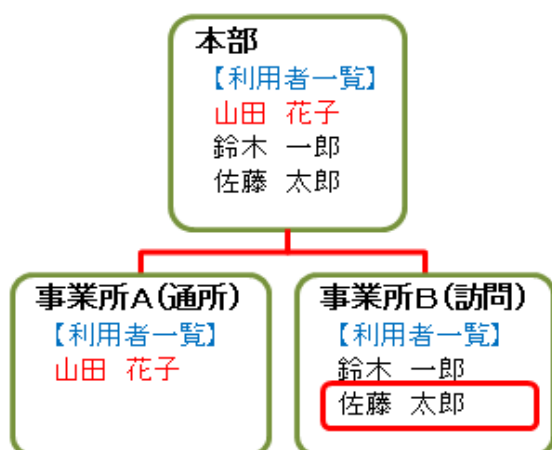 本部
【利用者一覧】
山田 花子
鈴木 一郎
佐藤 太郎
事業所A(通所)
【利用者一覧】
山田 花子
事業所B(訪問)
【利用者一覧】
鈴木 一郎
佐藤 太郎